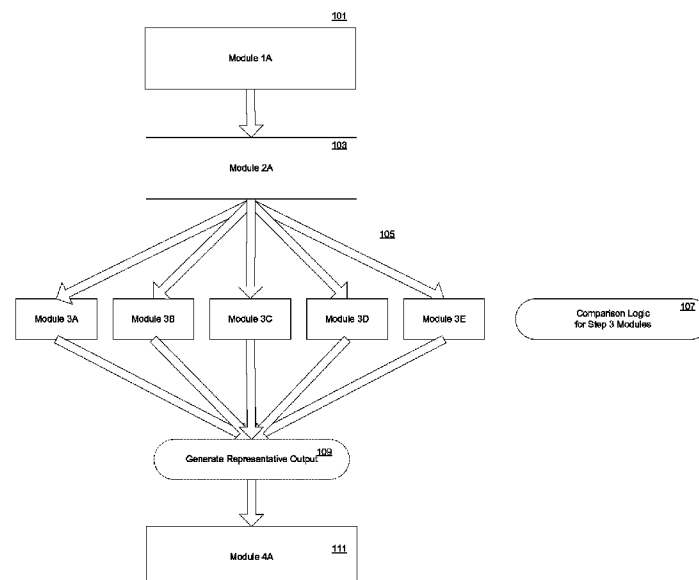 101
Module 1A
103
Module 2A
105
Module 3A
Module 3B
Module 3C
Module 3D
Module 3E
107
Comparison Logic
for Step 3 Modules
109
Generate Representative Output
Module 4A
111